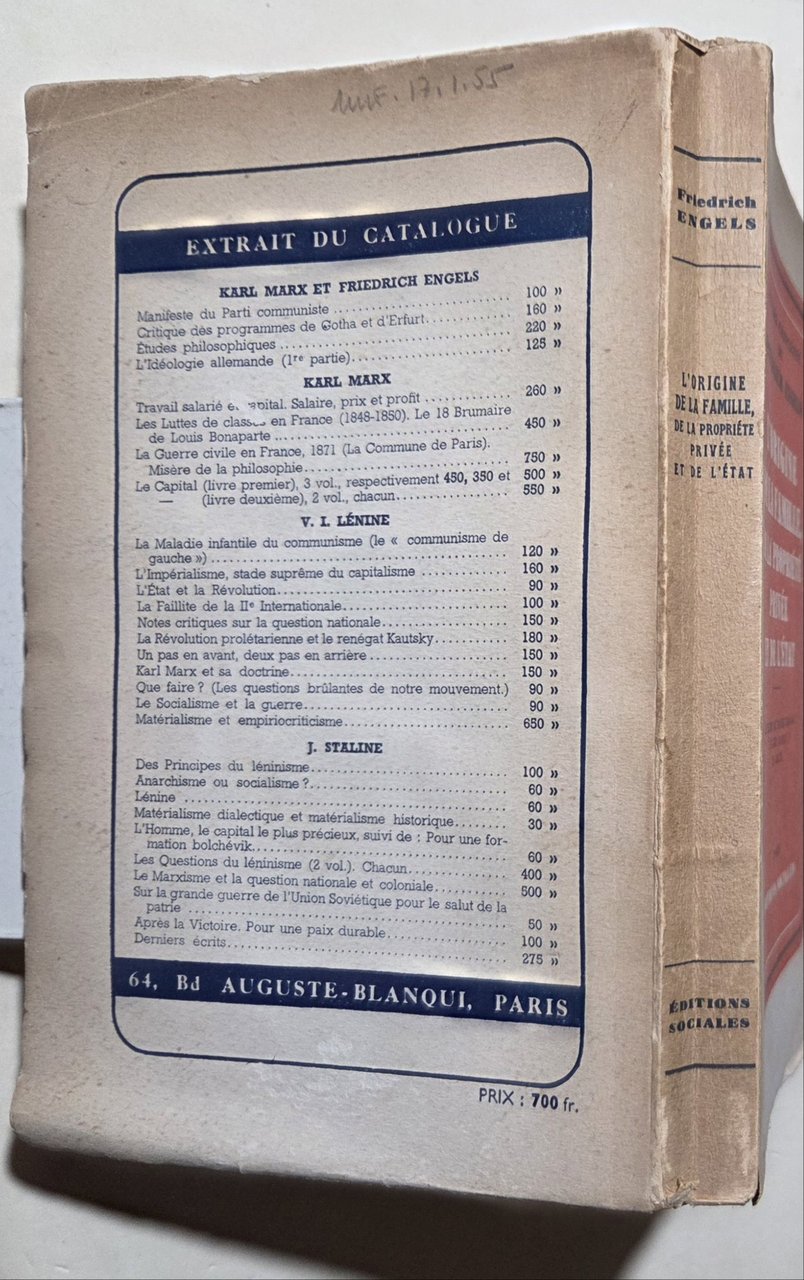 17.1.55
EXTRAIT DU CATALOGUE
KARL MARX ET FRIEDRICH ENGELS
Manifeste du Parti communiste .......... 100 »
Critique des programmes de Gotha et d'Erfurt.......... 160 »
Études philosophiques .......... 220 »
L'Idéologie allemande (1re partie).......... 125 »
KARL MARX
Travail salarié et capital. Salaire, prix et profit .......... 260 »
Les Luttes de classes en France (1848-1850). Le 18 Brumaire
de Louis Bonaparte .......... 450 »
La Guerre civile en France, 1871 (La Commune de Paris).
Misère de la philosophie.......... 750 »
Le Capital (livre premier), 3 vol., respectivement 450, 350 et 500 »
— (livre deuxième), 2 vol., chacun.......... 550 »
V. I. LÉNINE
La Maladie infantile du communisme (le « communisme de
gauche ») .......... 120 »
L'Impérialisme, stade suprême du capitalisme .......... 160 »
L'État et la Révolution.......... 90 »
La Faillite de la IIe Internationale.......... 100 »
Notes critiques sur la question nationale.......... 150 »
La Révolution prolétarienne et le renégat Kautsky.......... 180 »
Un pas en avant, deux pas en arrière .......... 150 »
Karl Marx et sa doctrine.......... 150 »
Que faire ? (Les questions brûlantes de notre mouvement.) 90 »
Le Socialisme et la guerre.......... 90 »
Matérialisme et empiriocriticisme.......... 650 »
J. STALINE
Des Principes du léninisme.......... 100 »
Anarchisme ou socialisme ?.......... 60 »
Lénine .......... 60 »
Matérialisme dialectique et matérialisme historique.......... 30 »
L'Homme, le capital le plus précieux, suivi de : Pour une for-
mation bolchévik.......... 60 »
Les Questions du léninisme (2 vol.). Chacun.......... 400 »
Le Marxisme et la question nationale et coloniale.......... 500 »
Sur la grande guerre de l'Union Soviétique pour le salut de la
patrie .......... 50 »
Après la Victoire. Pour une paix durable.......... 100 »
Derniers écrits.......... 275 »
64, Bd AUGUSTE-BLANQUI, PARIS
PRIX : 700 fr.
Friedrich
ENGELS
L'ORIGINE
DE LA FAMILLE,
DE LA PROPRIÉTÉ
PRIVÉE
ET DE L'ÉTAT
ÉDITIONS
SOCIALES
ORIGINE
LA FAMILLE
LA PROPRIÉTÉ
PRIVÉE
ET DE L'ÉTAT